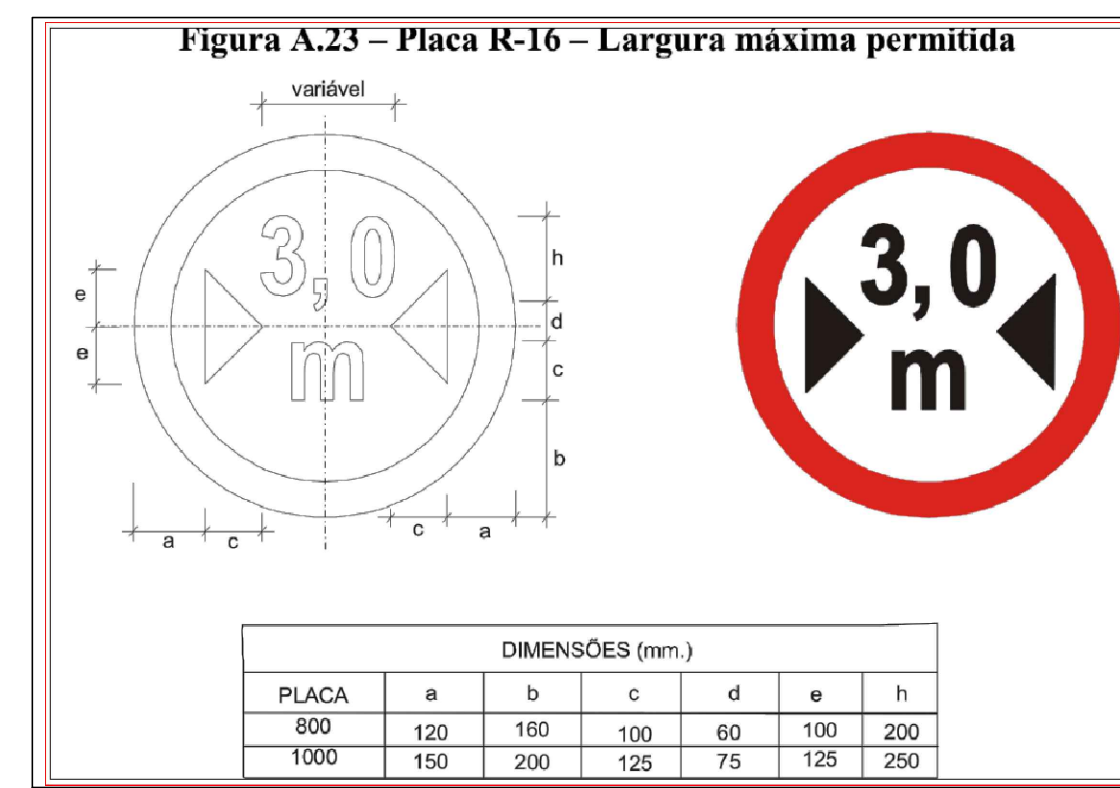 Figura A.23 – Placa R-16 – Largura máxima permitida
variável
3,0
m
h
d
c
b
e
e
a
c
c
a
3,0
m
DIMENSÕES (mm.)
PLACA a b c d e h
800 120 160 100 60 100 200
1000 150 200 125 75 125 250